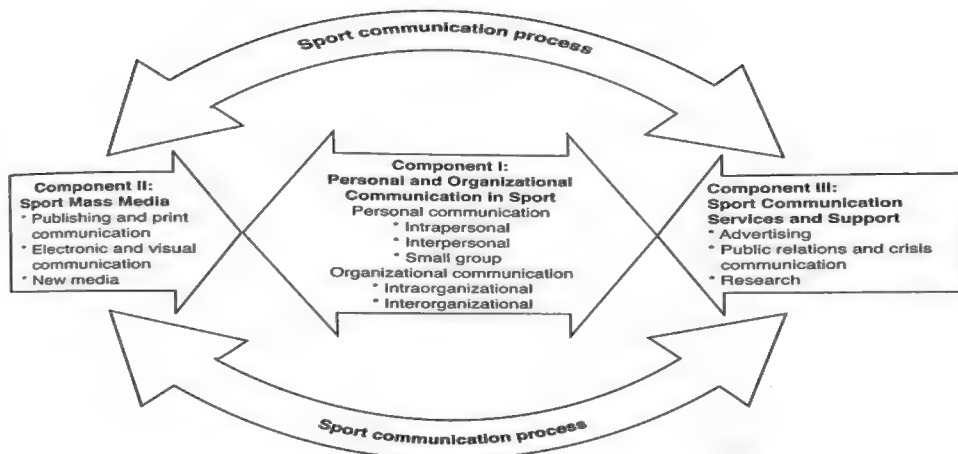 Sport communication process
Component II:
Sport Mass Media
* Publishing and print
communication
* Electronic and visual
communication
* New media
Component I:
Personal and Organizational
Communication in Sport
Personal communication
* Intrapersonal
* Interpersonal
* Small group
Organizational communication
* Intraorganizational
* Interorganizational
Component III:
Sport Communication
Services and Support
* Advertising
* Public relations and crisis
communication
* Research
Sport communication process